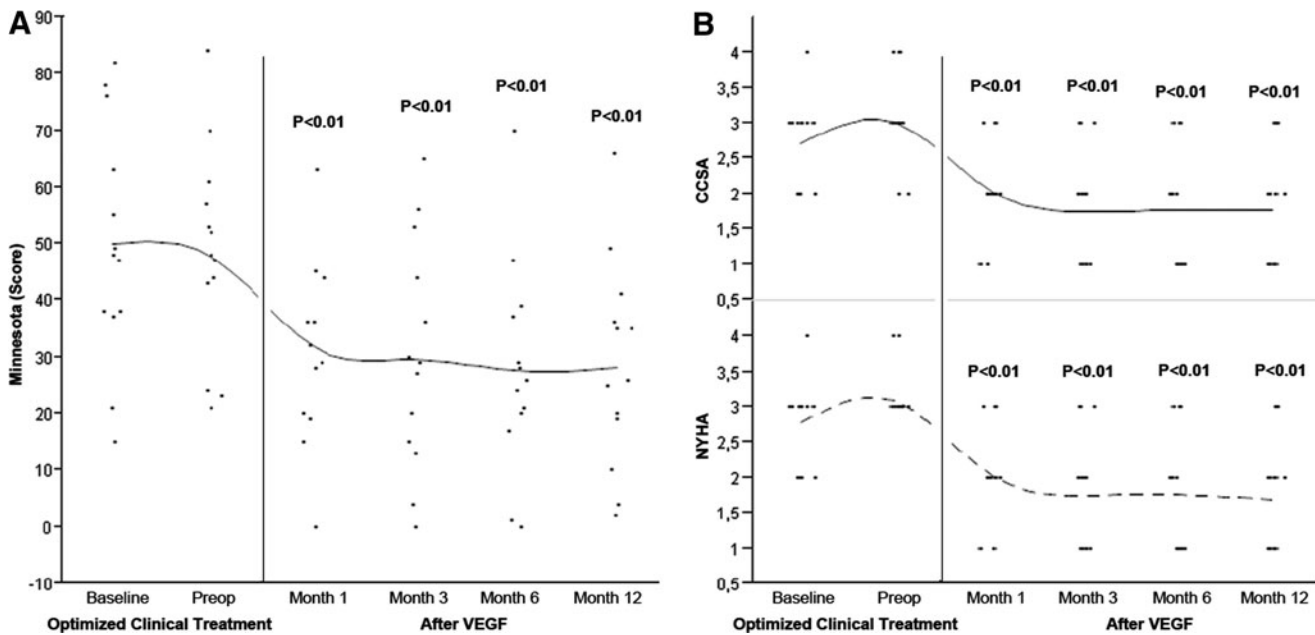 A
90
80
70
60
50
40
30
20
10
0
-10
Minnesota (Score)
P<0.01
P<0.01
P<0.01
P<0.01
Baseline Preop Month 1 Month 3 Month 6 Month 12
Optimized Clinical Treatment After VEGF
B
4
3,5
3
2,5
2
1,5
1
0,5
CCSA
P<0.01 P<0.01 P<0.01 P<0.01
4
3,5
3
2,5
2
1,5
1
0,5
NYHA
P<0.01 P<0.01 P<0.01 P<0.01
Baseline Preop Month 1 Month 3 Month 6 Month 12
Optimized Clinical Treatment After VEGF